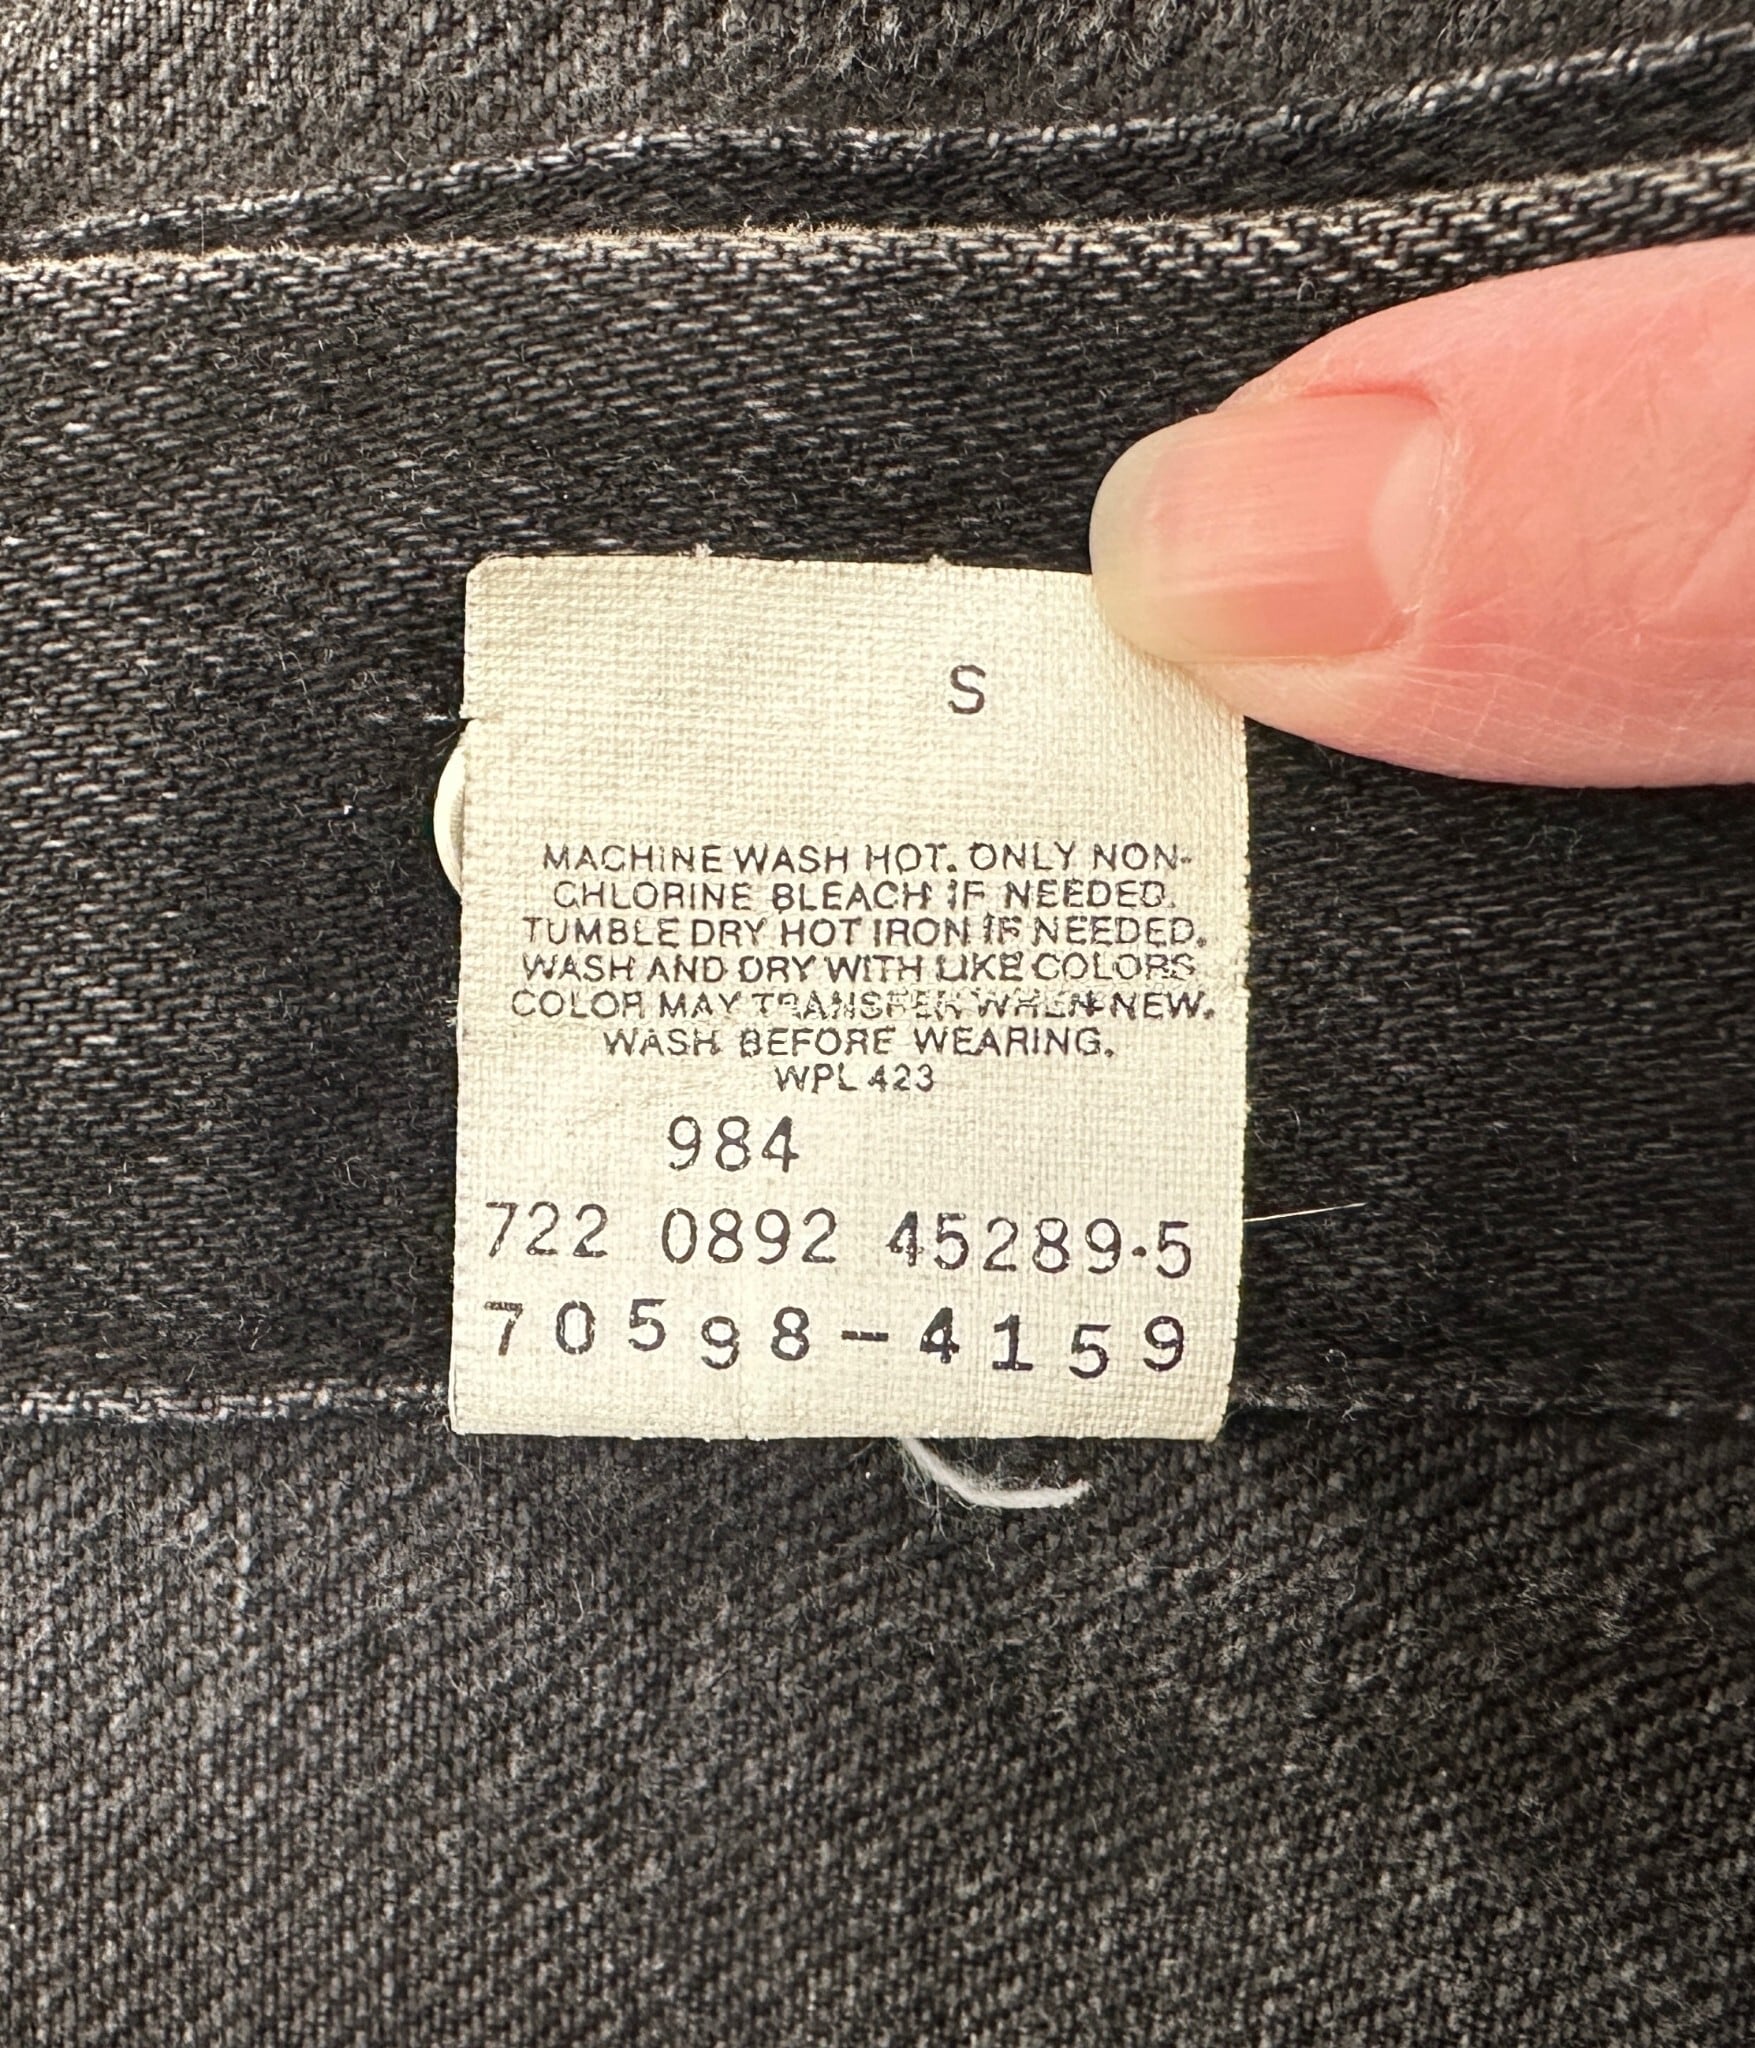 S
MACHINE WASH HOT. ONLY NON-
CHLORINE BLEACH IF NEEDED.
TUMBLE DRY HOT IRON IF NEEDED.
WASH AND DRY WITH LIKE COLORS
COLOR MAY TRANSFER WHEN NEW.
WASH BEFORE WEARING.
WPL 423
984
722 0892 45289-5
70598-4159